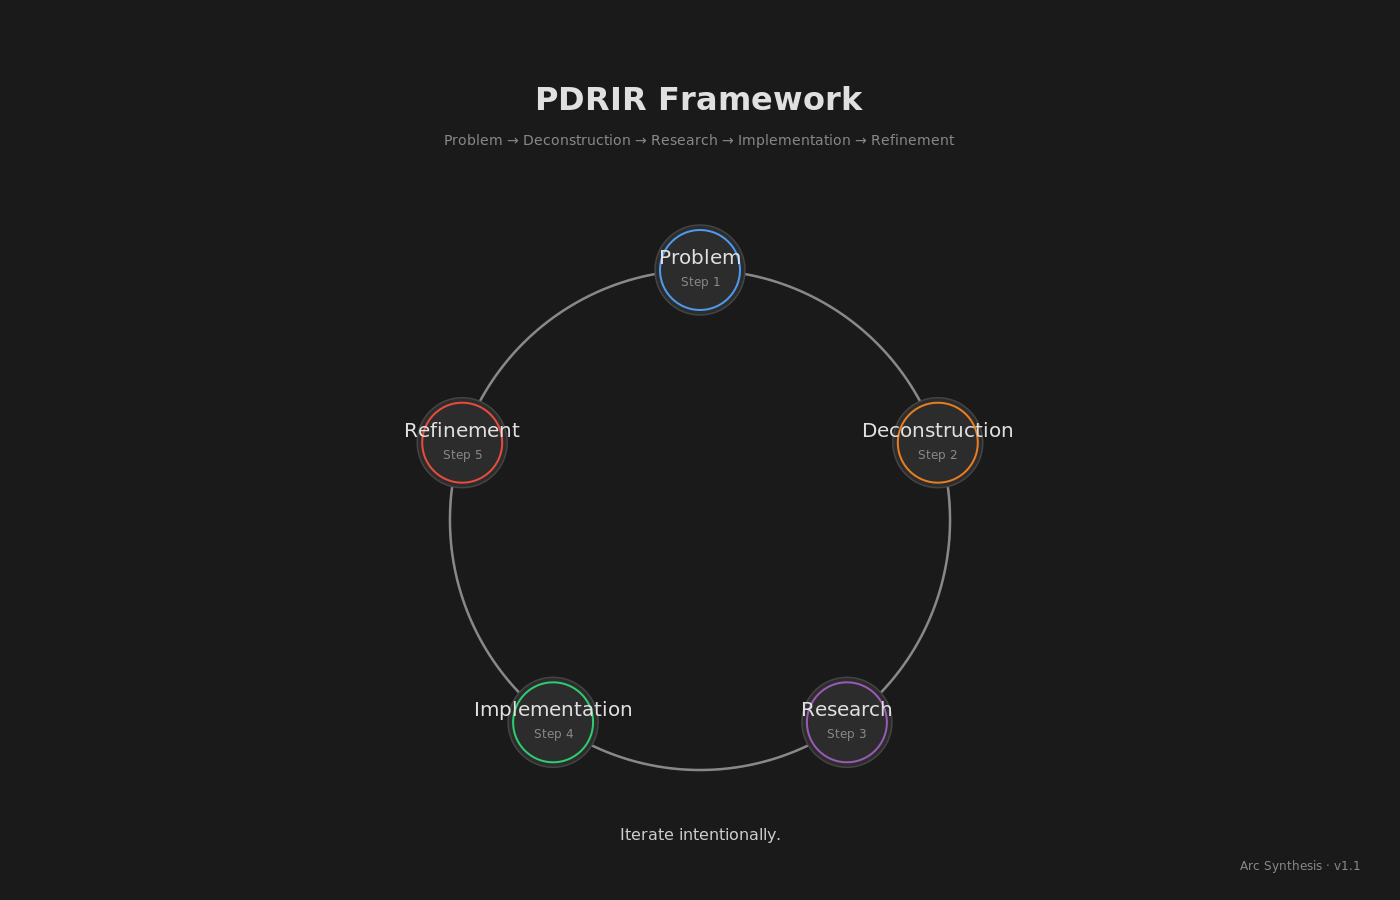 PDRIR Framework
Problem → Deconstruction → Research → Implementation → Refinement
Problem
Step 1
Refinement
Step 5
Deconstruction
Step 2
Implementation
Step 4
Research
Step 3
Iterate intentionally.
Arc Synthesis · v1.1